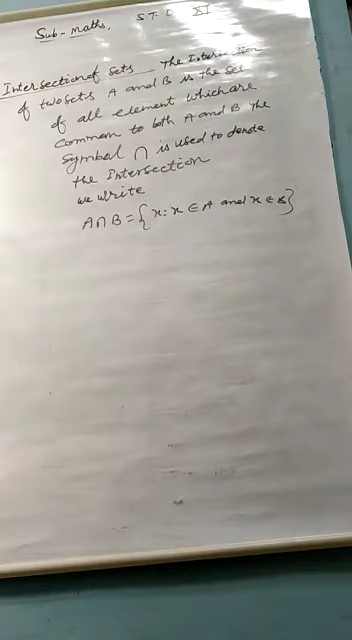 Sub- maths, S.T.D XI
Intersection of Sets _ The Intersection
of two sets A and B is the set
of all element which are
Common to both A and B The
Symbol ∩ is used to denote
the Intersection
we write
A∩B = {x: x ∈ A and x ∈ B}